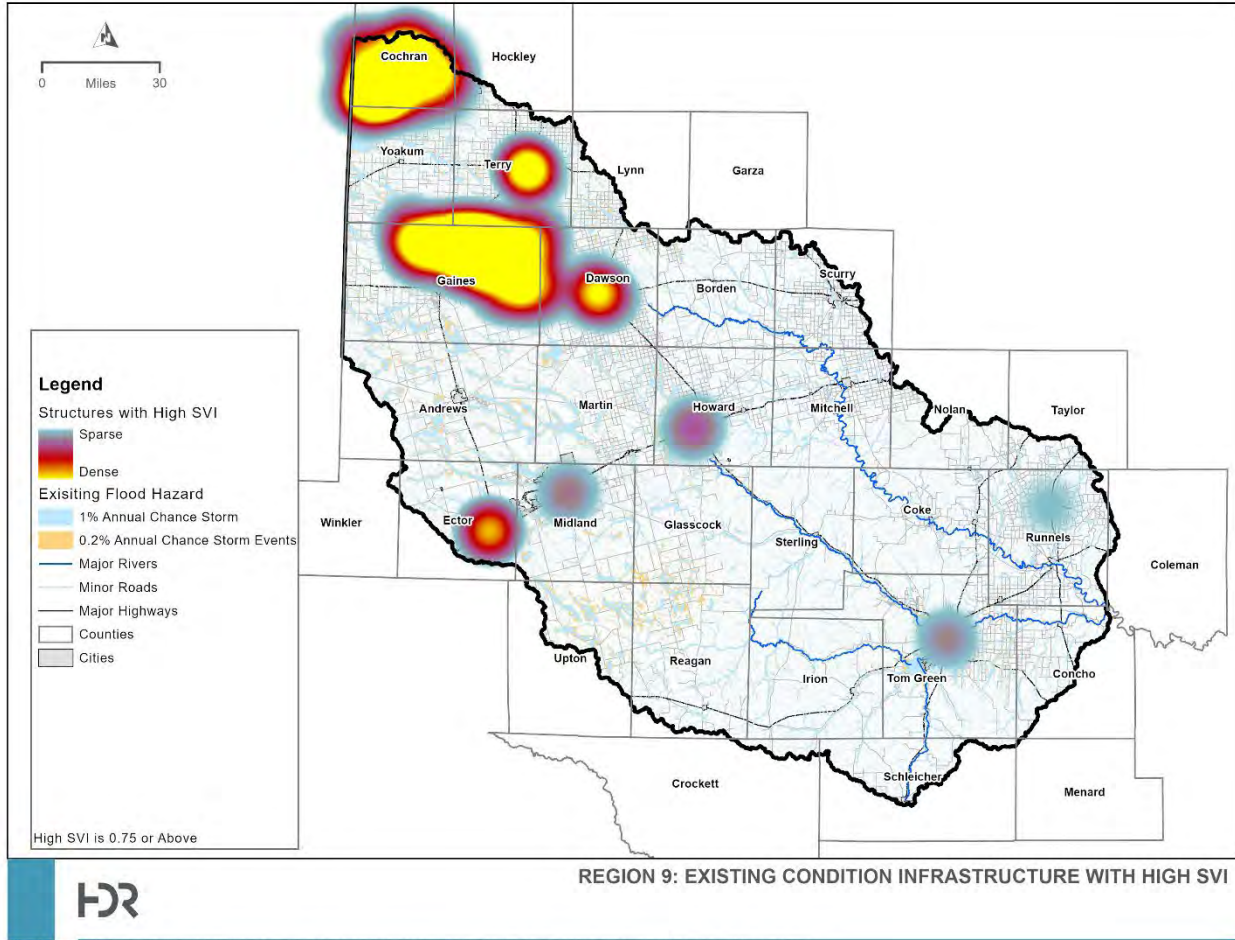 N
0 Miles 30
Cochran
Hockley
Yoakum
Terry
Lynn
Garza
Gaines
Dawson
Borden
Scurry
Andrews
Martin
Howard
Mitchell
Nolan
Taylor
Winkler
Ector
Midland
Glasscock
Sterling
Coke
Runnels
Coleman
Upton
Reagan
Irion
Tom Green
Concho
Crockett
Schleicher
Menard
Legend
Structures with High SVI
Sparse
Dense
Exisiting Flood Hazard
1% Annual Chance Storm
0.2% Annual Chance Storm Events
Major Rivers
Minor Roads
Major Highways
Counties
Cities
High SVI is 0.75 or Above
REGION 9: EXISTING CONDITION INFRASTRUCTURE WITH HIGH SVI
HDR